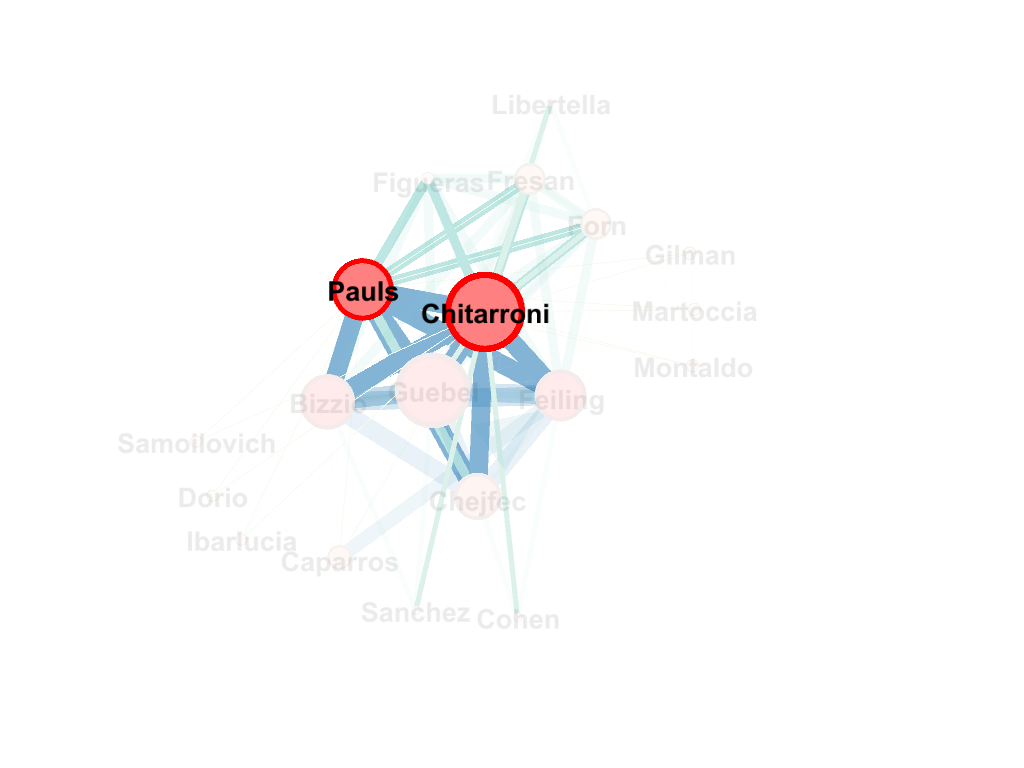 Libertella
Figueras
Fresan
Forn
Gilman
Pauls
Chitarroni
Martoccia
Montaldo
Bizzio
Guebel
Feiling
Samoilovich
Dorio
Chejfec
Ibarlucia
Caparros
Sanchez
Cohen